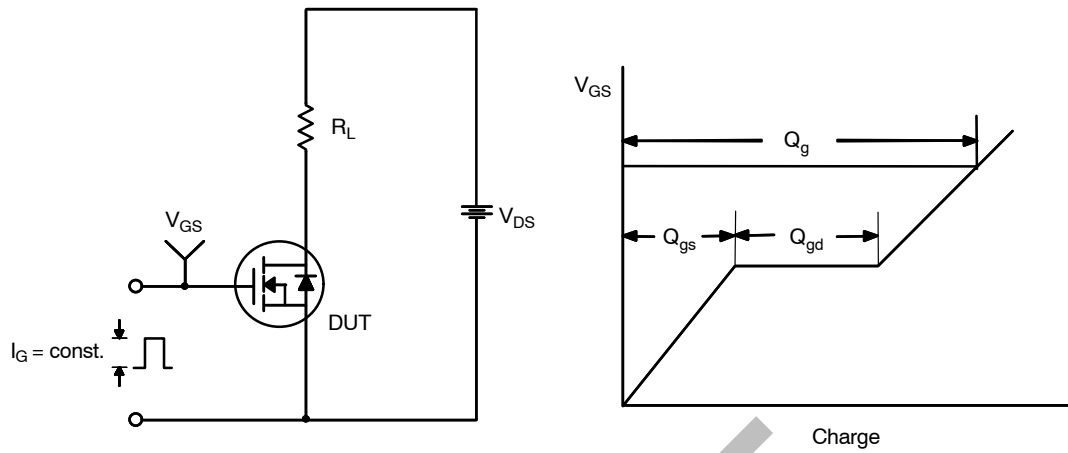 R_L
V_GS
V_DS
DUT
I_G = const.
V_GS
Q_g
Q_gs
Q_gd
Charge